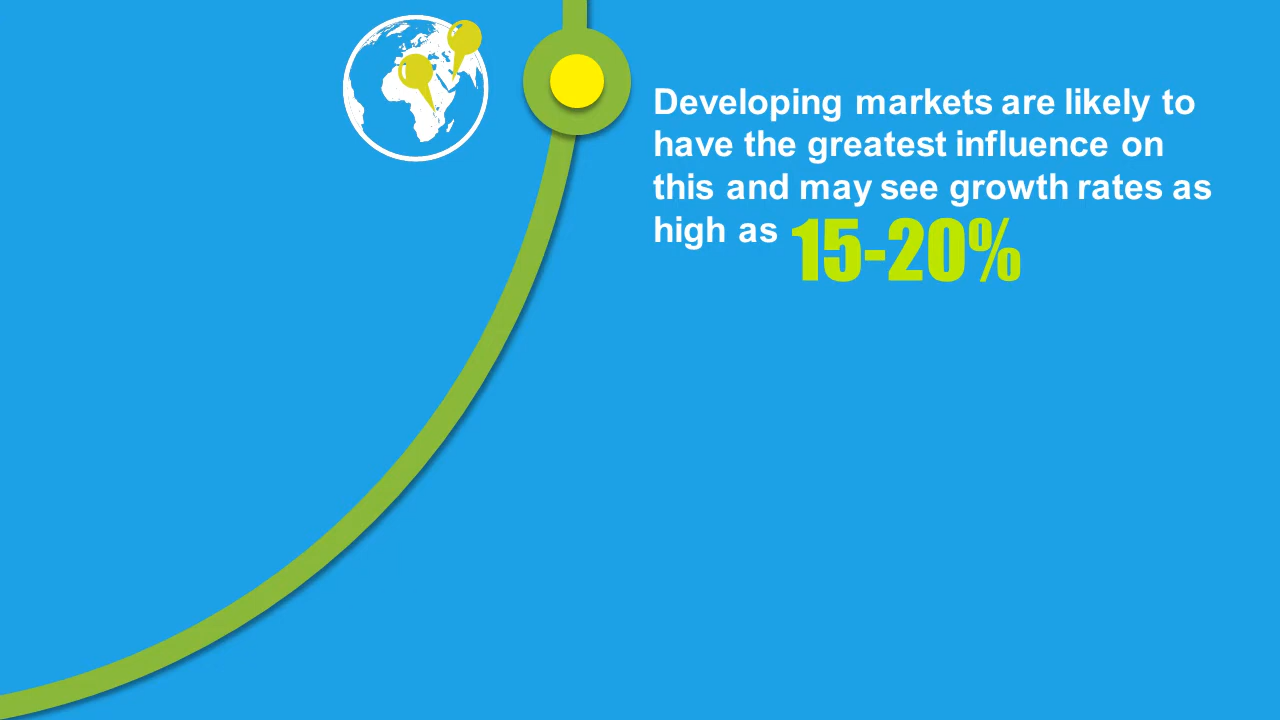 Developing markets are likely to
have the greatest influence on
this and may see growth rates as
high as 15-20%